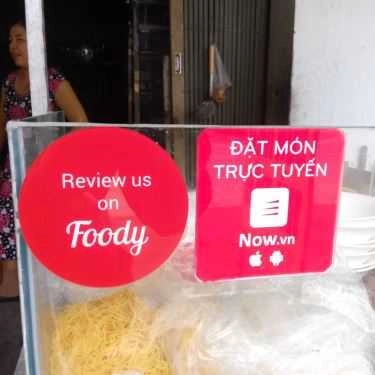 Review us
on
Foody
ĐẶT MÓN
TRỰC TUYẾN
Now.vn